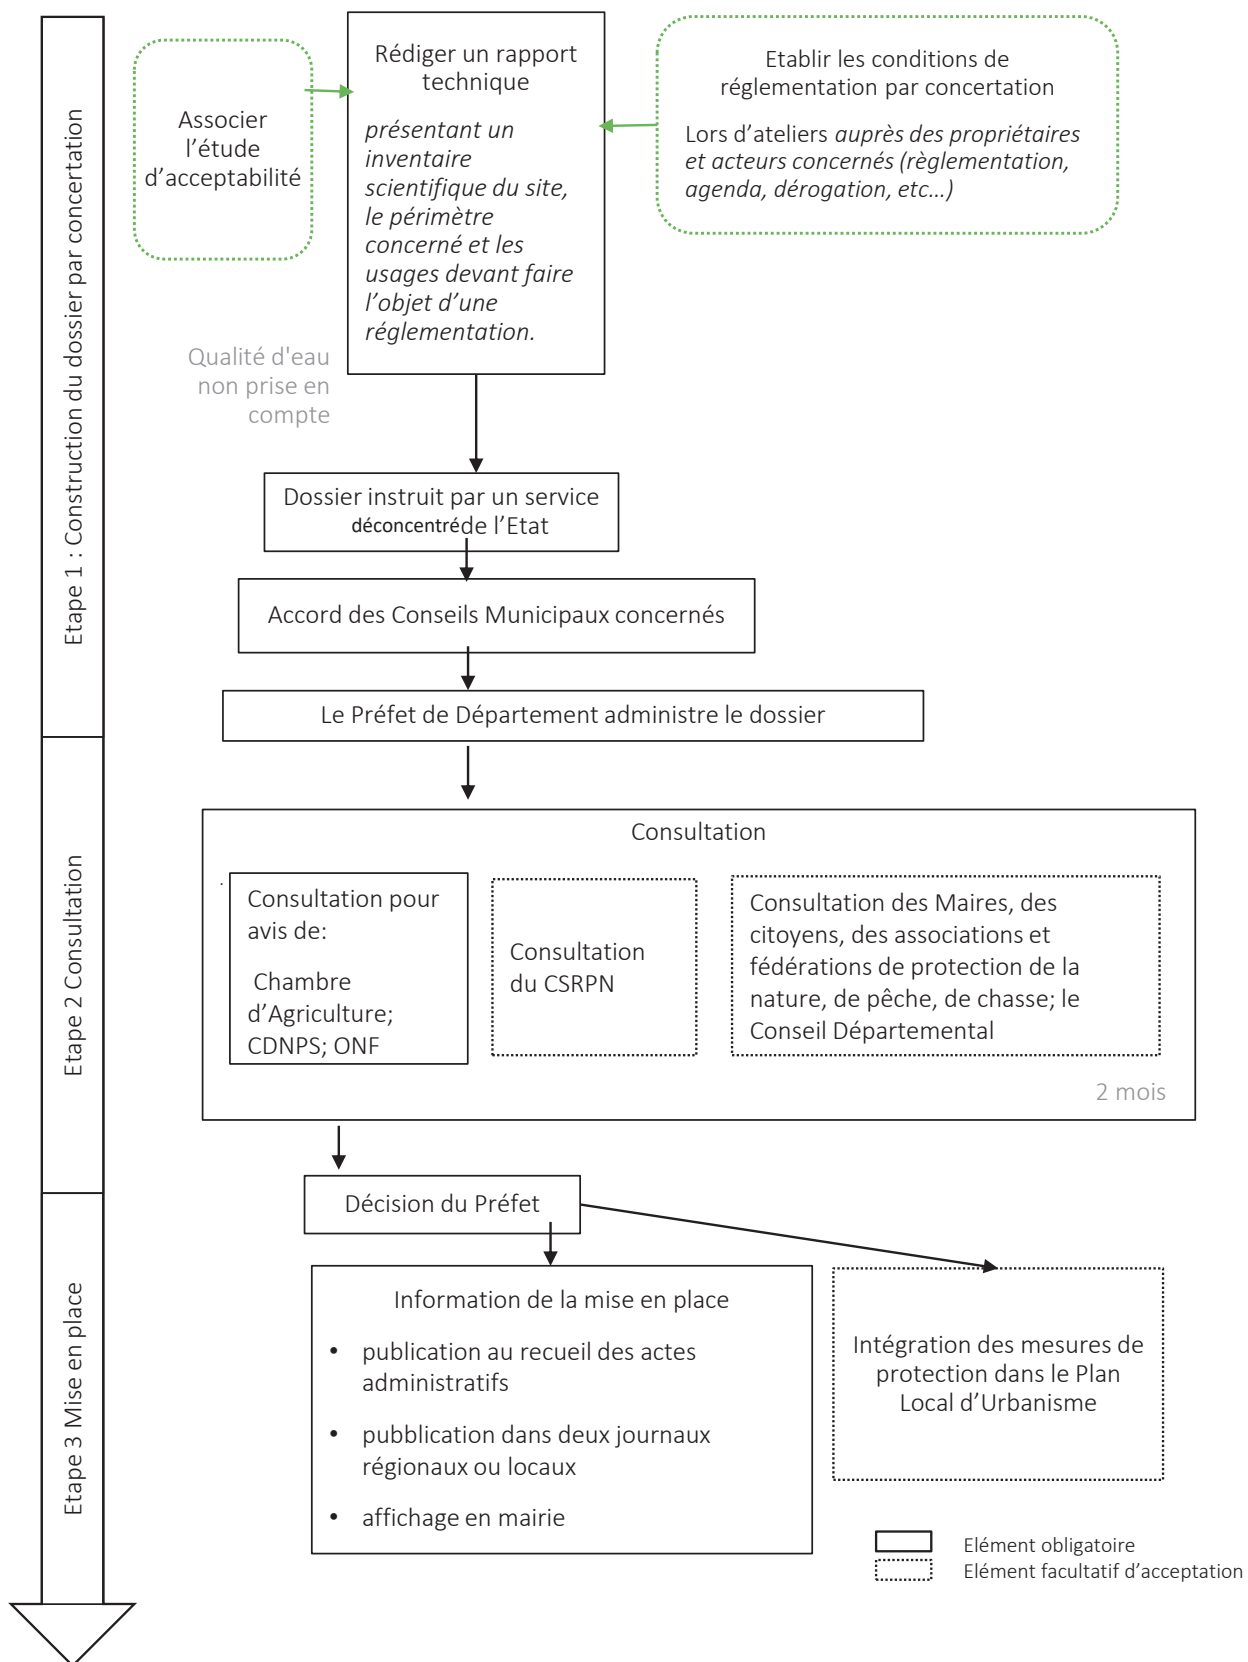 Etape 1 : Construction du dossier par concertation
Associer
l’étude
d’acceptabilité
Rédiger un rapport
technique
présentant un
inventaire
scientifique du site,
le périmètre
concerné et les
usages devant faire
l’objet d’une
réglementation.
Etablir les conditions de
réglementation par concertation
Lors d’ateliers auprès des propriétaires
et acteurs concernés (règlementation,
agenda, dérogation, etc…)
Qualité d'eau
non prise en
compte
Dossier instruit par un service
déconcentré de l’Etat
Accord des Conseils Municipaux concernés
Le Préfet de Département administre le dossier
Etape 2 Consultation
Consultation
Consultation pour
avis de:
Chambre
d’Agriculture;
CDNPS; ONF
Consultation
du CSRPN
Consultation des Maires, des
citoyens, des associations et
fédérations de protection de la
nature, de pêche, de chasse; le
Conseil Départemental
2 mois
Etape 3 Mise en place
Décision du Préfet
Information de la mise en place
• publication au recueil des actes
administratifs
• pubblication dans deux journaux
régionaux ou locaux
• affichage en mairie
Intégration des mesures de
protection dans le Plan
Local d’Urbanisme
Elément obligatoire
Elément facultatif d’acceptation